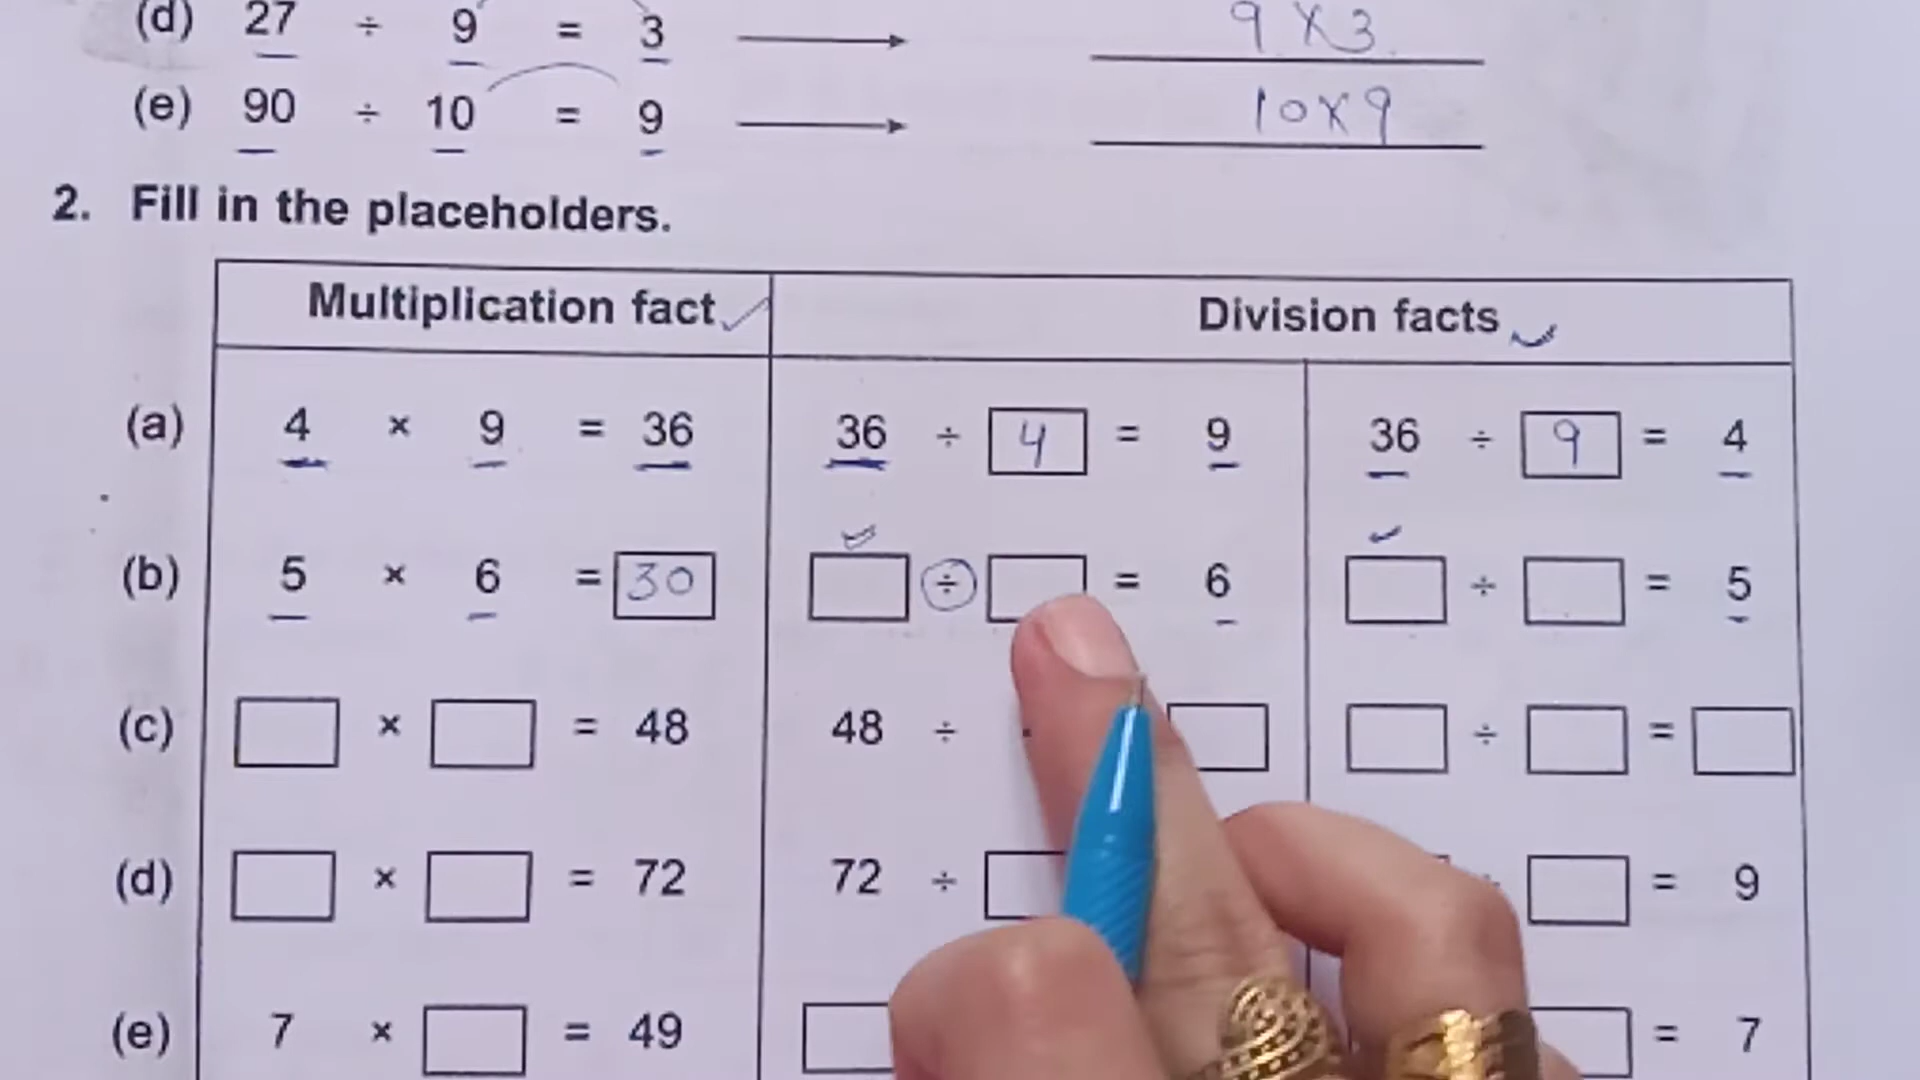 (d) 27 ÷ 9 = 3 9 × 3
(e) 90 ÷ 10 = 9 10×9
2. Fill in the placeholders.
Multiplication fact Division facts
(a) 4 × 9 = 36 36 ÷ 4 = 9 36 ÷ 9 = 4
(b) 5 × 6 = 30 ÷ = 6 ÷ = 5
(c) × = 48 48 ÷ ÷ =
(d) × = 72 72 ÷ ÷ = 9
(e) 7 × = 49 = 7